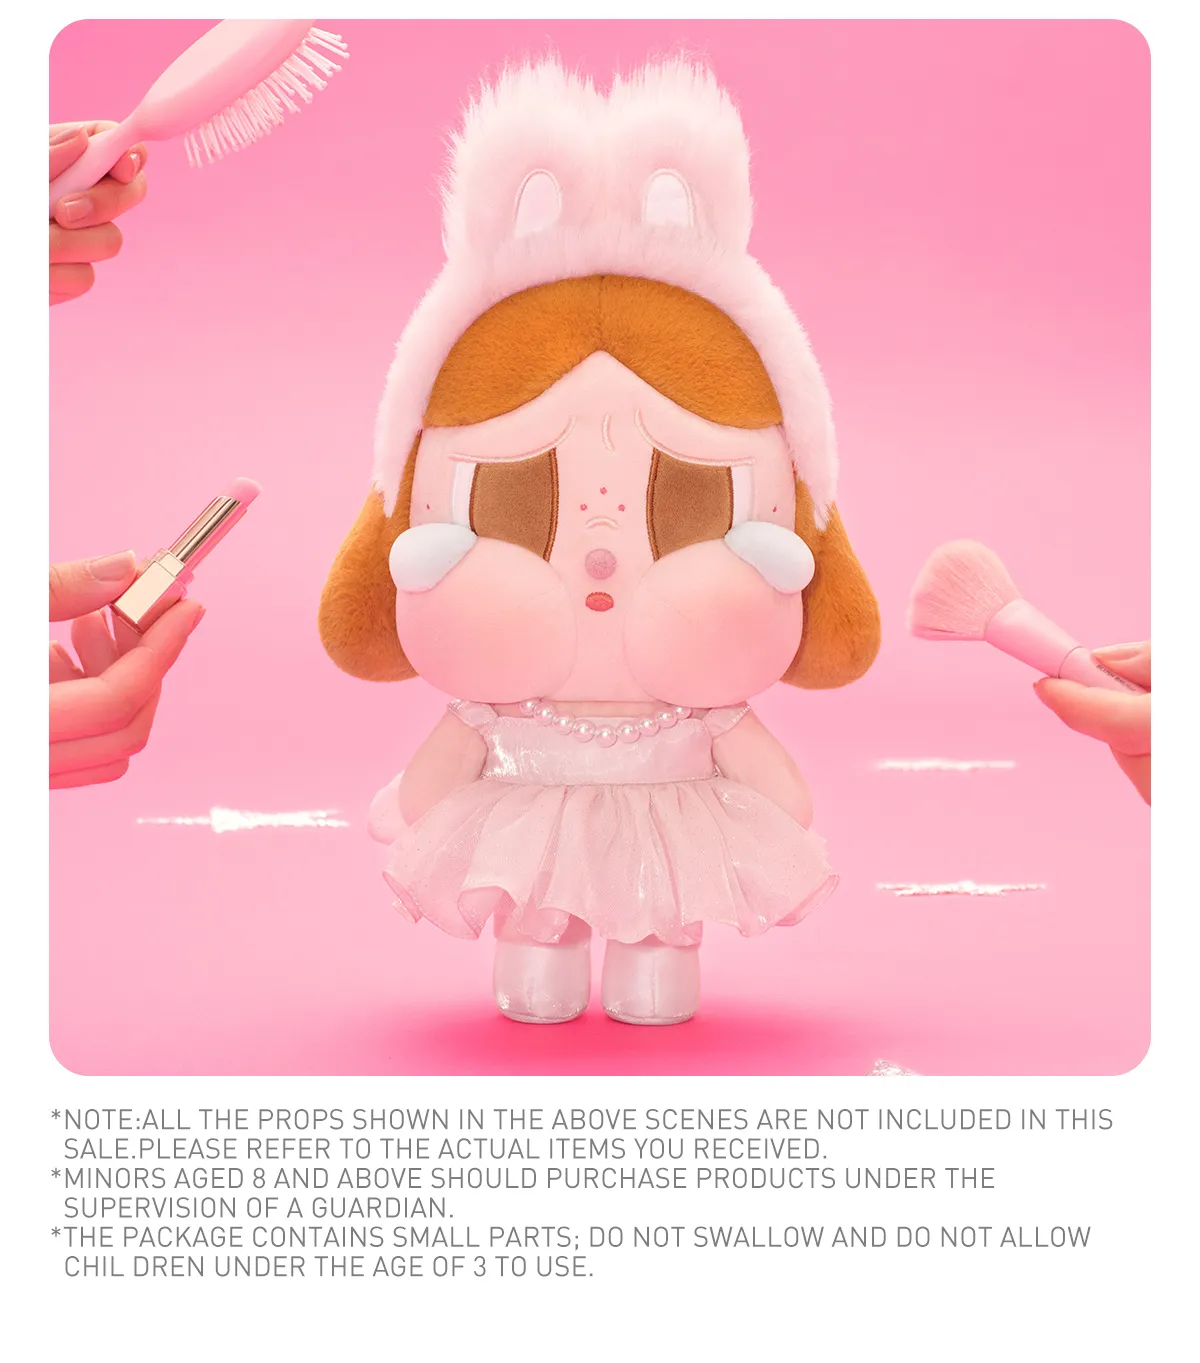 *NOTE:ALL THE PROPS SHOWN IN THE ABOVE SCENES ARE NOT INCLUDED IN THIS
SALE.PLEASE REFER TO THE ACTUAL ITEMS YOU RECEIVED.
*MINORS AGED 8 AND ABOVE SHOULD PURCHASE PRODUCTS UNDER THE
SUPERVISION OF A GUARDIAN.
*THE PACKAGE CONTAINS SMALL PARTS; DO NOT SWALLOW AND DO NOT ALLOW
CHIL DREN UNDER THE AGE OF 3 TO USE.